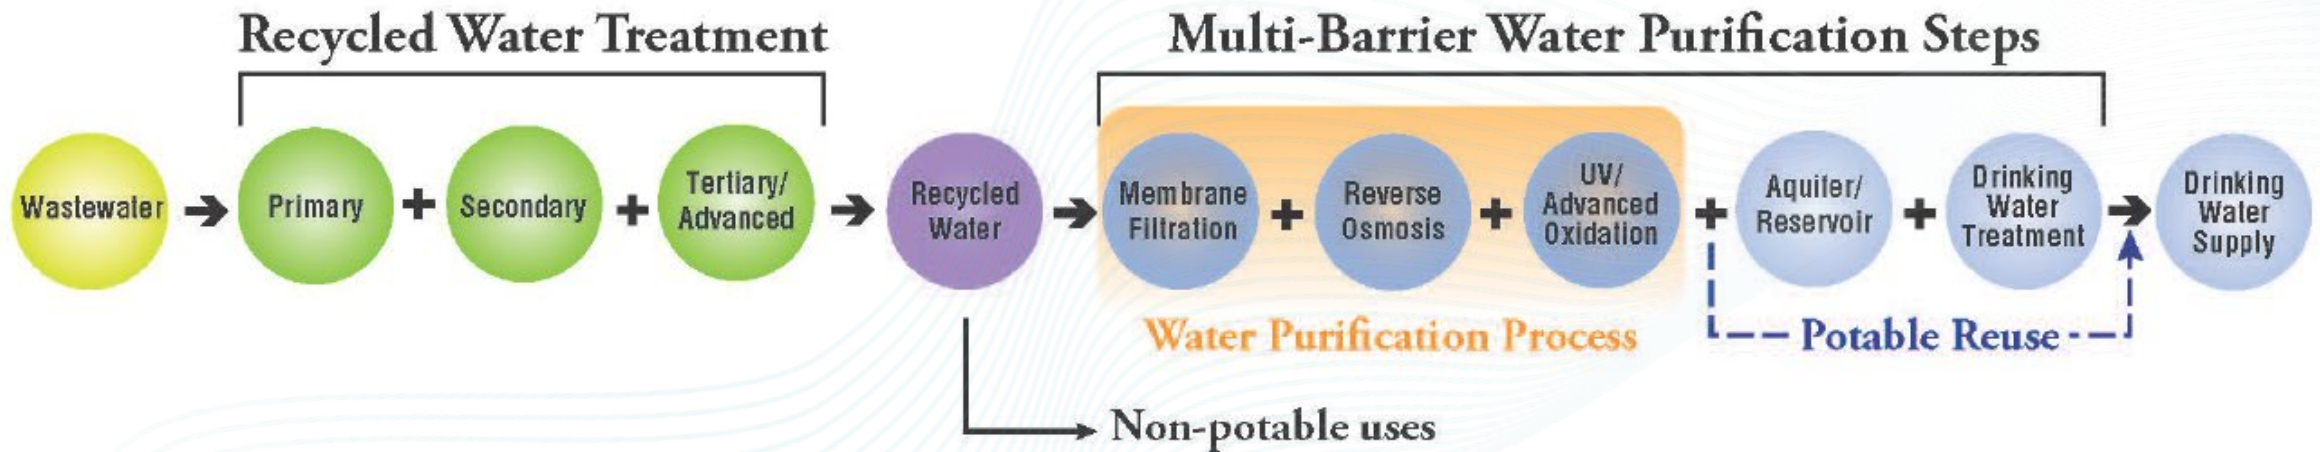 Recycled Water Treatment
Multi-Barrier Water Purification Steps
Wastewater
Primary
+
Secondary
+
Tertiary/
Advanced
Recycled
Water
Membrane
Filtration
+
Reverse
Osmosis
+
UV/
Advanced
Oxidation
+
Aquifer/
Reservoir
+
Drinking
Water
Treatment
Drinking
Water
Supply
Water Purification Process
Potable Reuse
Non-potable uses